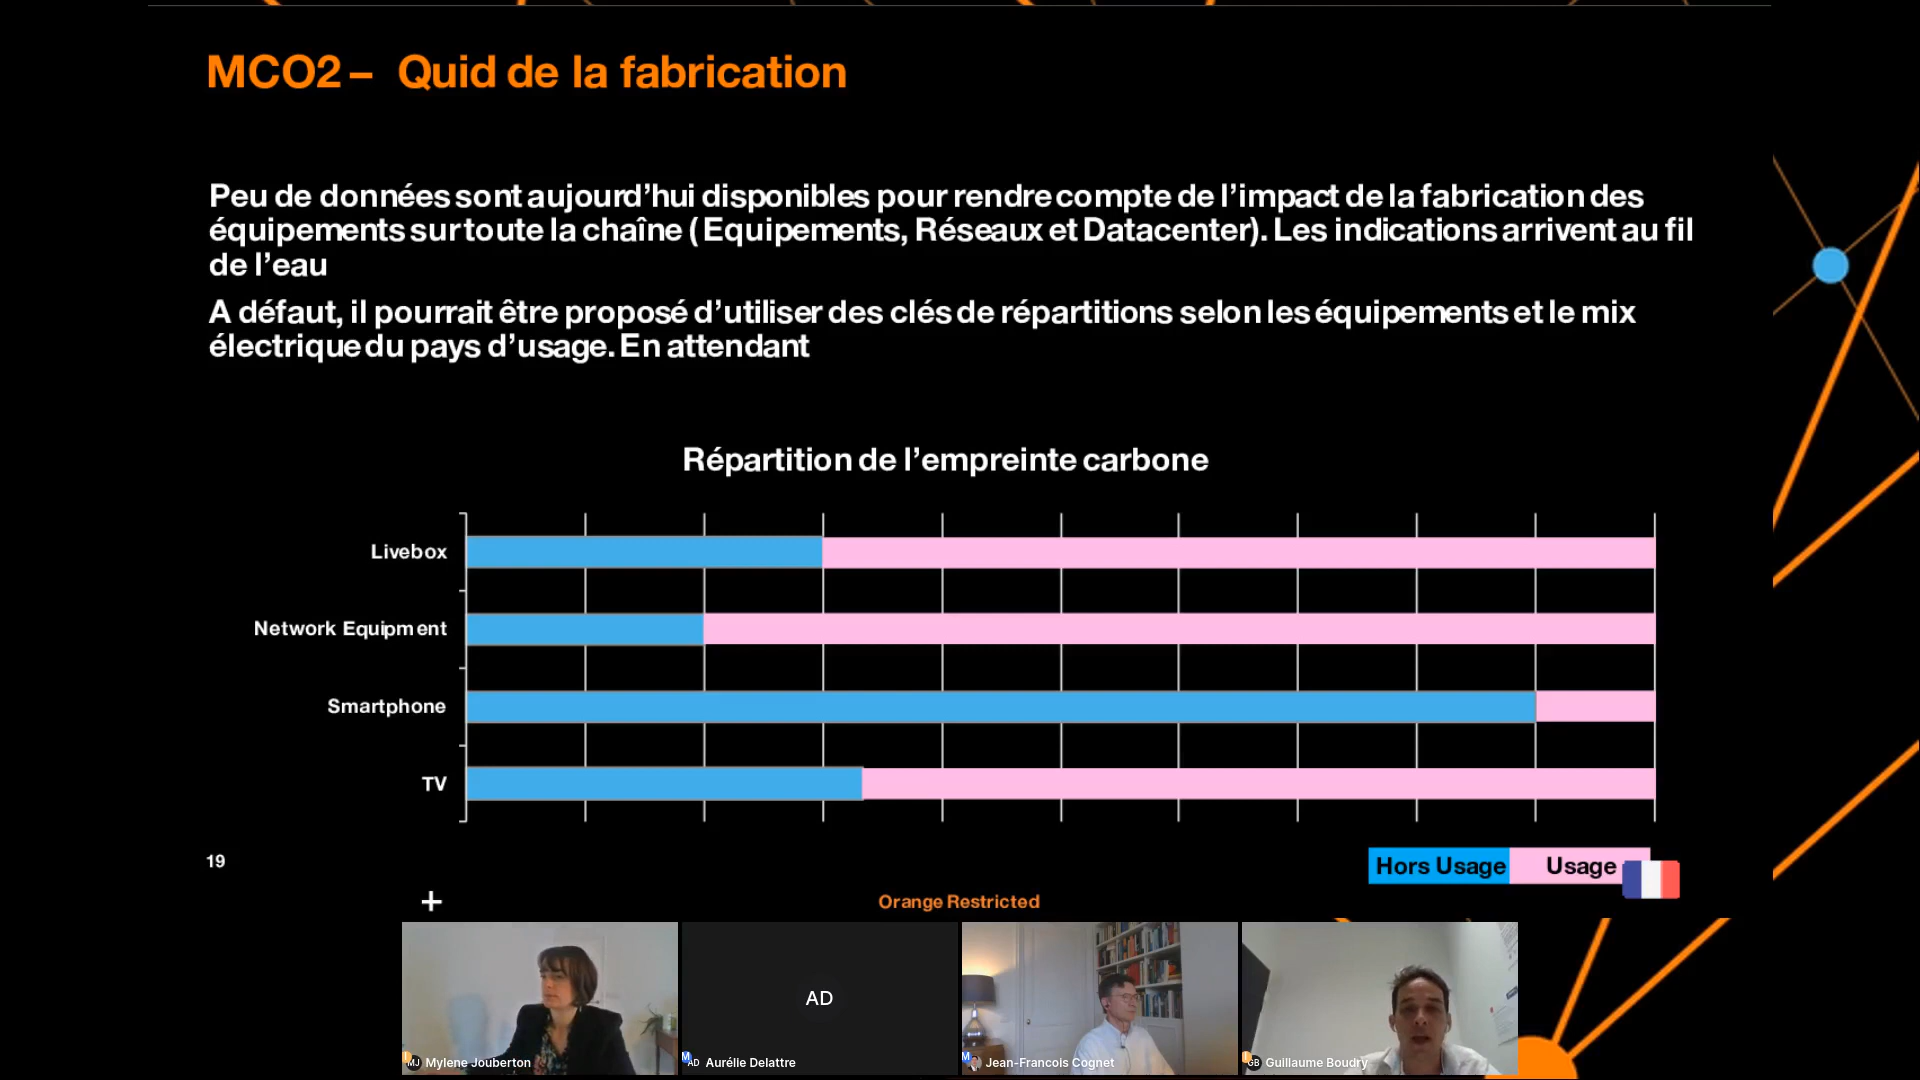 MCO2 – Quid de la fabrication
Peu de données sont aujourd’hui disponibles pour rendre compte de l’impact de la fabrication des
équipements sur toute la chaîne ( Equipements, Réseaux et Datacenter). Les indications arrivent au fil
de l’eau
A défaut, il pourrait être proposé d’utiliser des clés de répartitions selon les équipements et le mix
électrique du pays d’usage. En attendant
Répartition de l’empreinte carbone
Livebox
Network Equipment
Smartphone
TV
19
Hors Usage
Usage
Orange Restricted
AD
MJ Mylene Jouberton
AD Aurélie Delattre
Jean-Francois Cognet
GB Guillaume Boudry